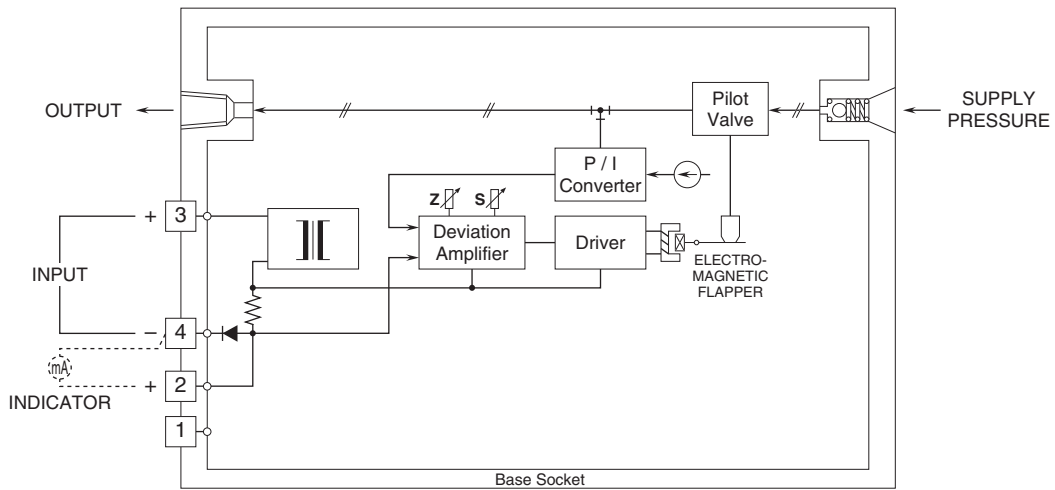 OUTPUT
Pilot
Valve
SUPPLY
PRESSURE
P / I
Converter
Z
S
+
3
Deviation
Amplifier
Driver
INPUT
ELECTRO-
MAGNETIC
FLAPPER
−
4
mA
+
2
INDICATOR
1
Base Socket